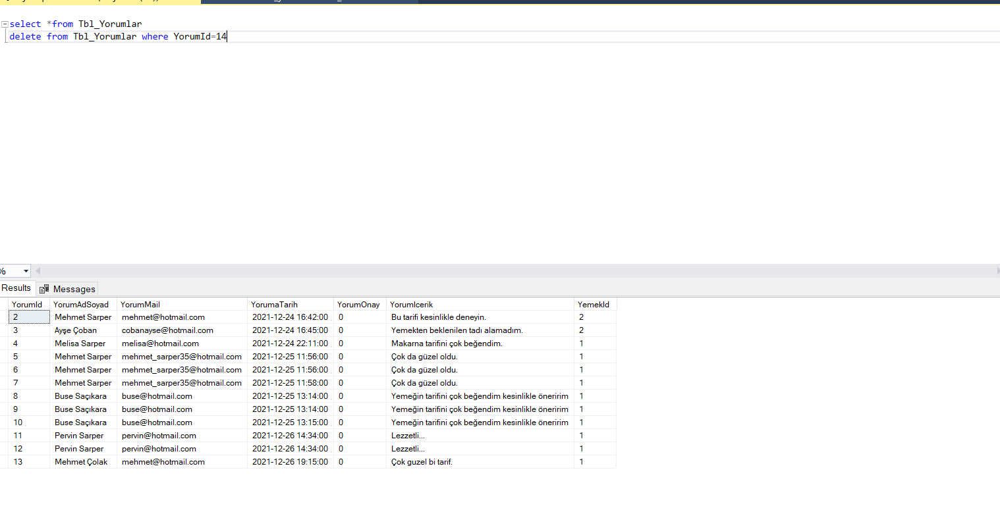 select *from Tbl_Yorumlar
delete from Tbl_Yorumlar where YorumId=14
%
Results Messages
YorumId YorumAdSoyad YorumMail YorumaTarih YorumOnay YorumIcerik YemekId
2 Mehmet Sarper mehmet@hotmail.com 2021-12-24 16:42:00 0 Bu tarifi kesinlikle deneyin. 2
3 Ayşe Çoban cobanayse@hotmail.com 2021-12-24 16:45:00 0 Yemekten beklenilen tadı alamadım. 2
4 Melisa Sarper melisa@hotmail.com 2021-12-24 22:11:00 0 Makarna tarifini çok beğendim. 1
5 Mehmet Sarper mehmet_sarper35@hotmail.com 2021-12-25 11:56:00 0 Çok da güzel oldu. 1
6 Mehmet Sarper mehmet_sarper35@hotmail.com 2021-12-25 11:56:00 0 Çok da güzel oldu. 1
7 Mehmet Sarper mehmet_sarper35@hotmail.com 2021-12-25 11:58:00 0 Çok da güzel oldu. 1
8 Buse Saçıkara buse@hotmail.com 2021-12-25 13:14:00 0 Yemeğin tarifini çok beğendim kesinlikle öneririm 1
9 Buse Saçıkara buse@hotmail.com 2021-12-25 13:14:00 0 Yemeğin tarifini çok beğendim kesinlikle öneririm 1
10 Buse Saçıkara buse@hotmail.com 2021-12-25 13:15:00 0 Yemeğin tarifini çok beğendim kesinlikle öneririm 1
11 Pervin Sarper pervin@hotmail.com 2021-12-26 14:34:00 0 Lezzetli... 1
12 Pervin Sarper pervin@hotmail.com 2021-12-26 14:34:00 0 Lezzetli... 1
13 Mehmet Çolak mehmet@hotmail.com 2021-12-26 19:15:00 0 Çok guzel bi tarif. 1